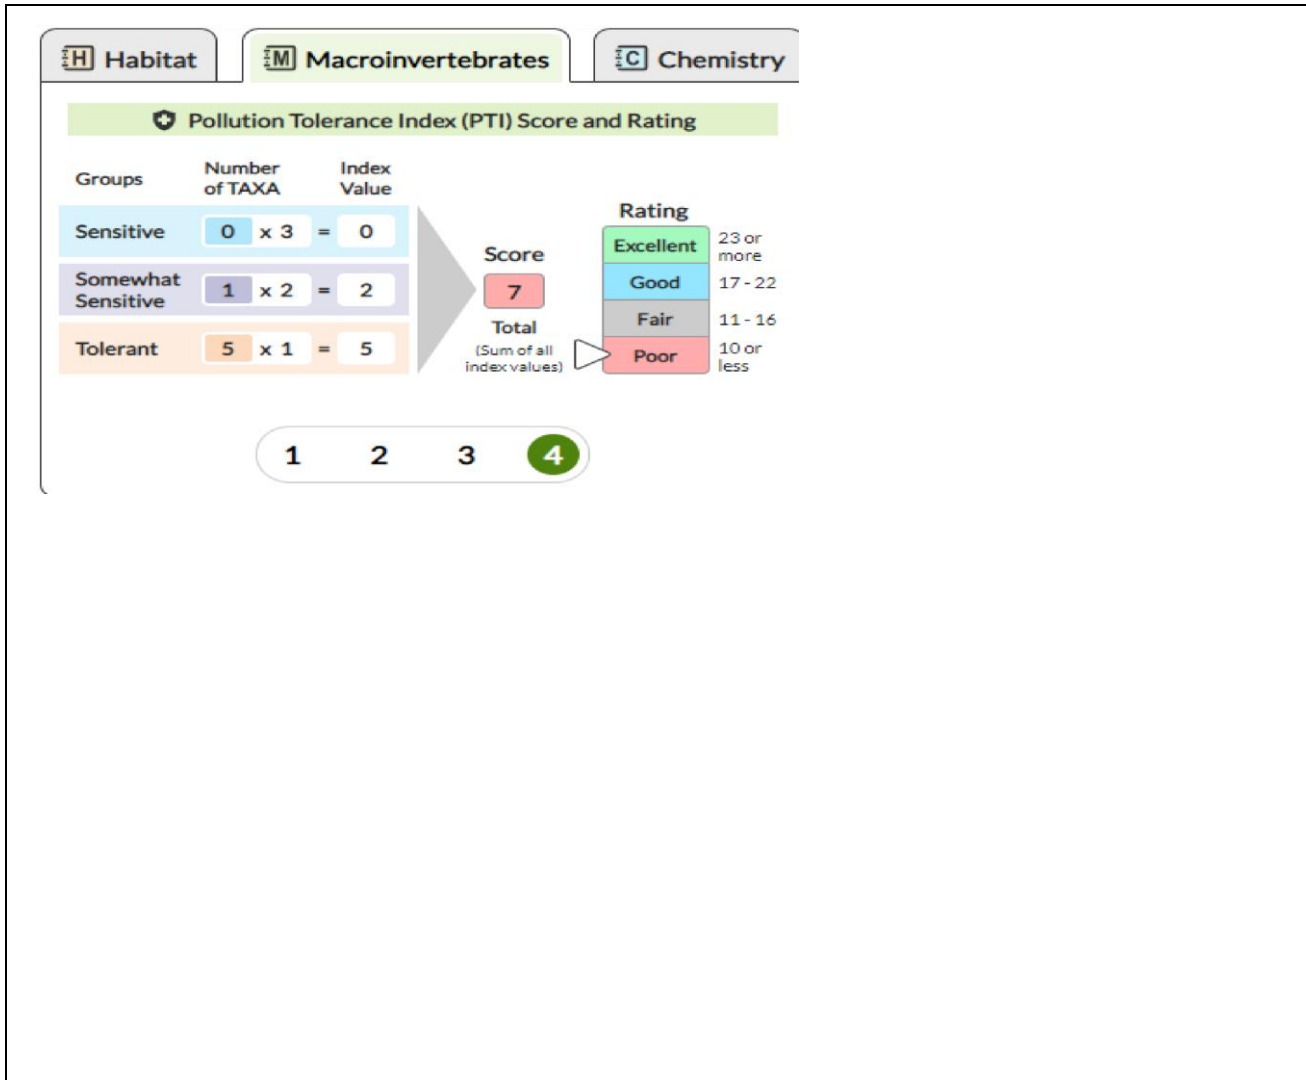 H Habitat
M Macroinvertebrates
C Chemistry
Pollution Tolerance Index (PTI) Score and Rating
Groups
Number
of TAXA
Index
Value
Sensitive 0 x 3 = 0
Somewhat
Sensitive
1 x 2 = 2
Tolerant 5 x 1 = 5
Score
7
Total
(Sum of all
index values)
Rating
Excellent
23 or
more
Good 17 - 22
Fair 11 - 16
Poor
10 or
less
1 2 3 4